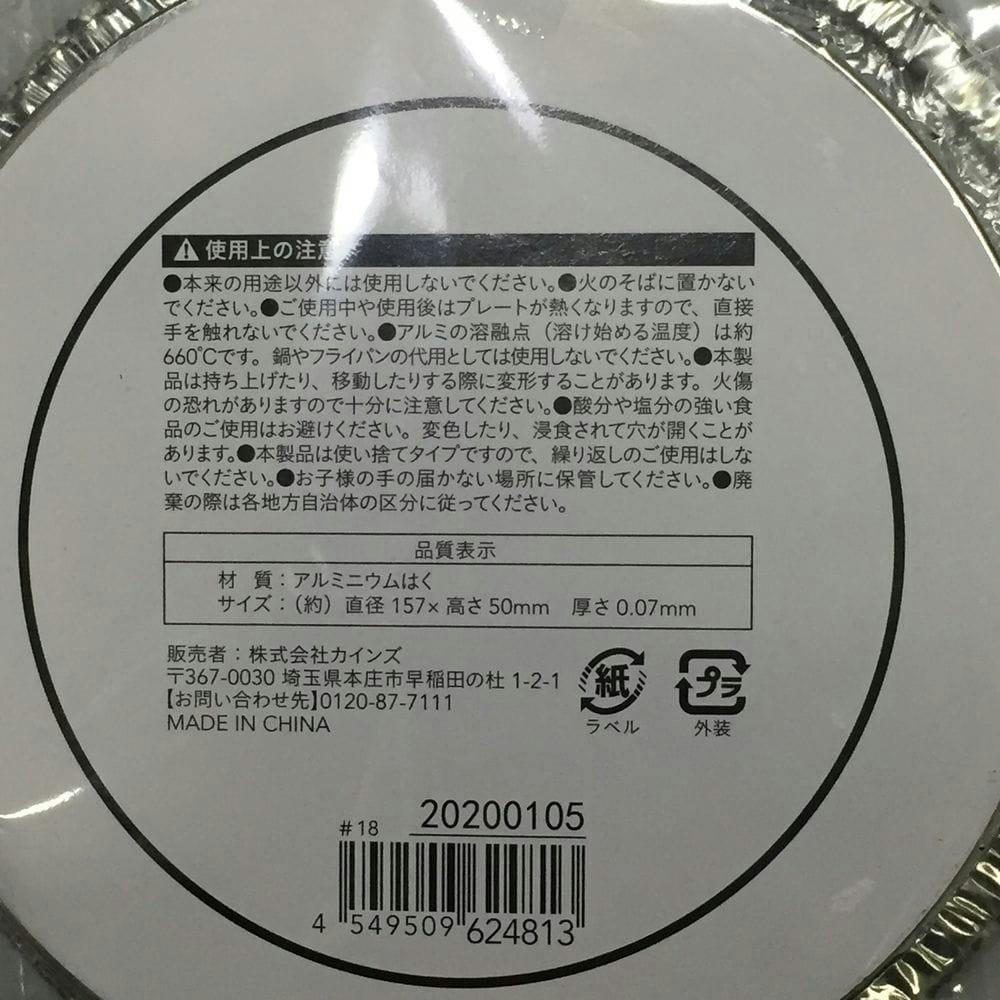 使用上の注意
●本来の用途以外には使用しないでください。●火のそばに置かない
でください。●ご使用中や使用後はプレートが熱くなりますので、直接
手を触れないでください。●アルミの溶融点（溶け始める温度）は約
660℃です。鍋やフライパンの代用としては使用しないでください。●本製
品は持ち上げたり、移動したりする際に変形することがあります。火傷
の恐れがありますので十分に注意してください。●酸分や塩分の強い食
品のご使用はお避けください。変色したり、浸食されて穴が開くことが
あります。●本製品は使い捨てタイプですので、繰り返しのご使用はしな
いでください。●お子様の手の届かない場所に保管してください。●廃
棄の際は各地方自治体の区分に従ってください。
品質表示
材 質：アルミニウムはく
サイズ：（約）直径157×高さ50mm 厚さ0.07mm
販売者：株式会社カインズ
〒367-0030 埼玉県本庄市早稲田の杜 1-2-1
【お問い合わせ先】0120-87-7111
MADE IN CHINA
紙
ラベル
プラ
外装
#18
20200105
4 549509 624813